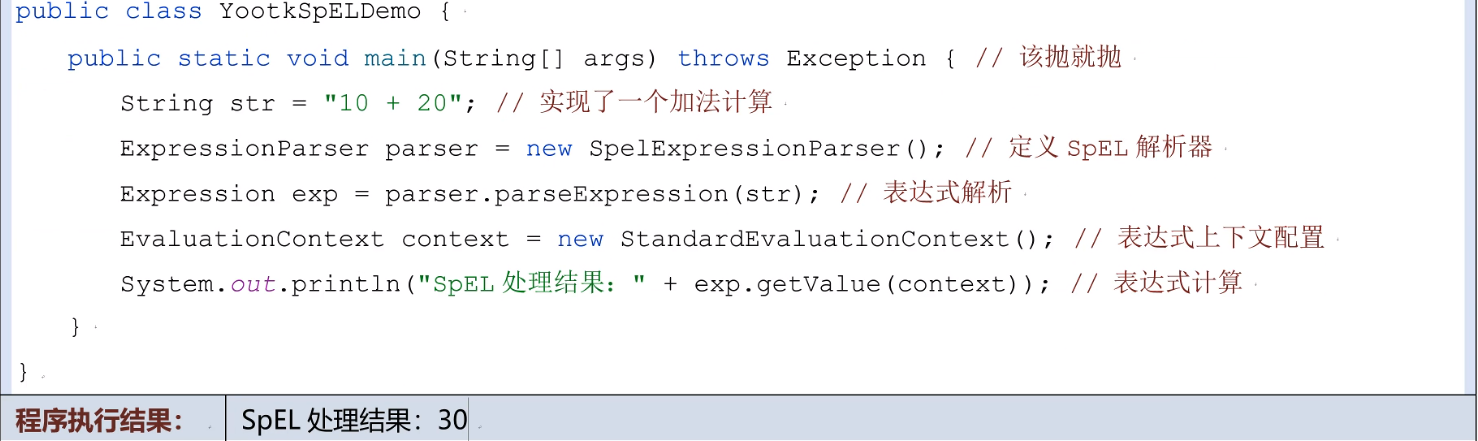 public class YootkSpELDemo {
public static void main(String[] args) throws Exception { // 该抛就抛
String str = "10 + 20"; // 实现了一个加法计算
ExpressionParser parser = new SpelExpressionParser(); // 定义 SpEL 解析器
Expression exp = parser.parseExpression(str); // 表达式解析
EvaluationContext context = new StandardEvaluationContext(); // 表达式上下文配置
System.out.println("SpEL 处理结果：" + exp.getValue(context)); // 表达式计算
}
}
程序执行结果： SpEL 处理结果：30